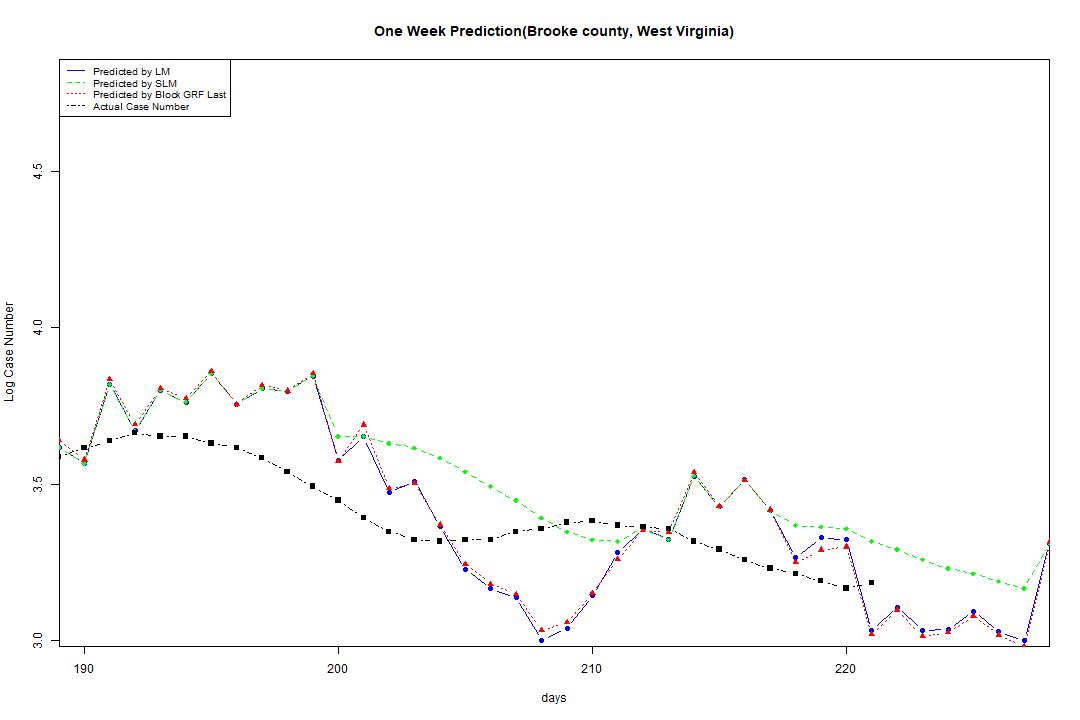 One Week Prediction(Brooke county, West Virginia)
Predicted by LM
Predicted by SLM
Predicted by Block GRF Last
Actual Case Number
4.5
4.0
3.5
3.0
Log Case Number
190 200 210 220
days